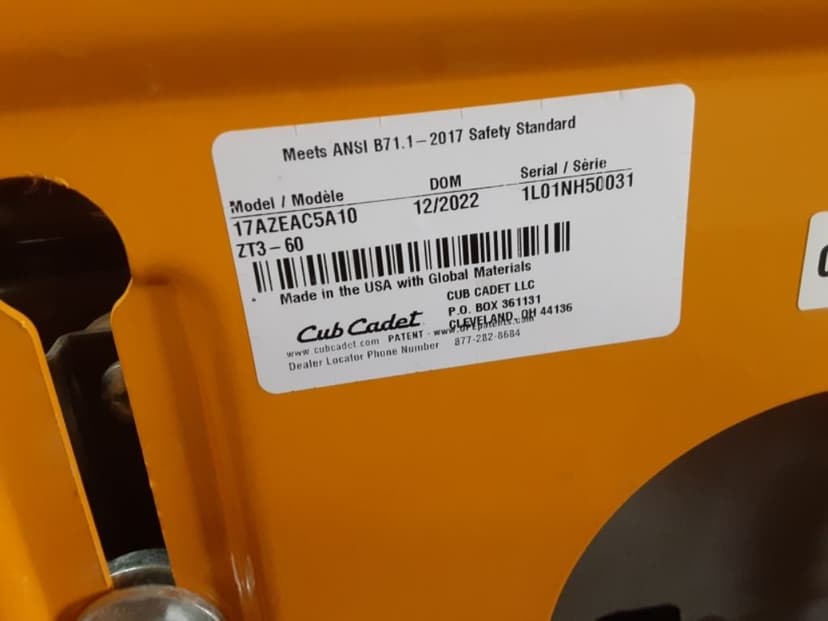 Meets ANSI B71.1-2017 Safety Standard
Model / Modèle DOM Serial / Série
17AZEAC5A10 12/2022 1L01NH50031
ZT3-60
Made in the USA with Global Materials
CUB CADET LLC
P.O. BOX 361131
CLEVELAND, OH 44136
Cub Cadet
www.cubcadet.com PATENT - www.
Dealer Locator Phone Number 877-282-8684